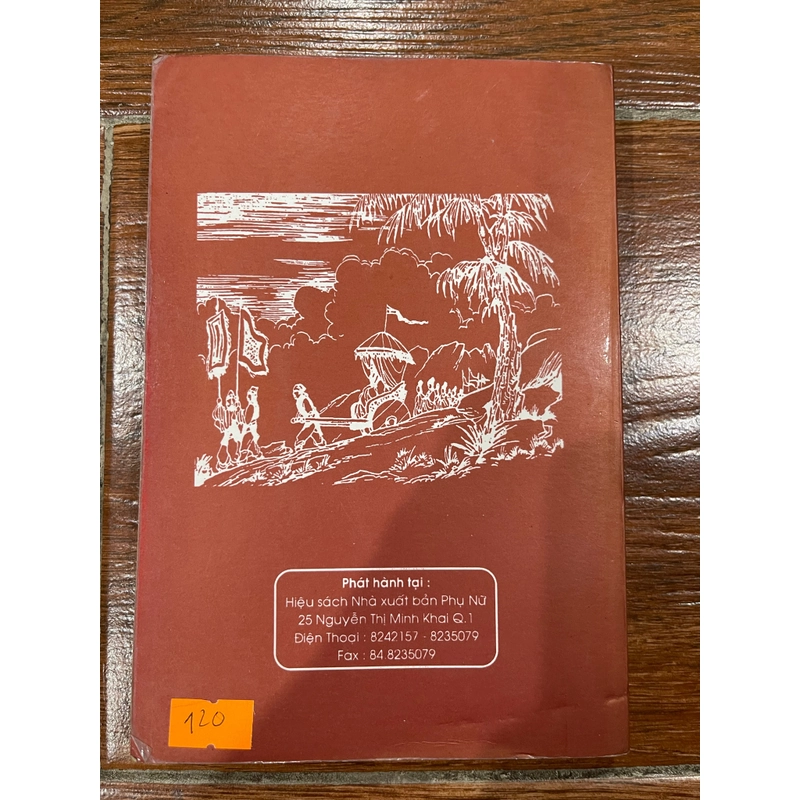 Phát hành tại :
Hiệu sách Nhà xuất bản Phụ Nữ
25 Nguyễn Thị Minh Khai Q.1
Điện Thoại : 8242157 - 8235079
Fax : 84.8235079
120